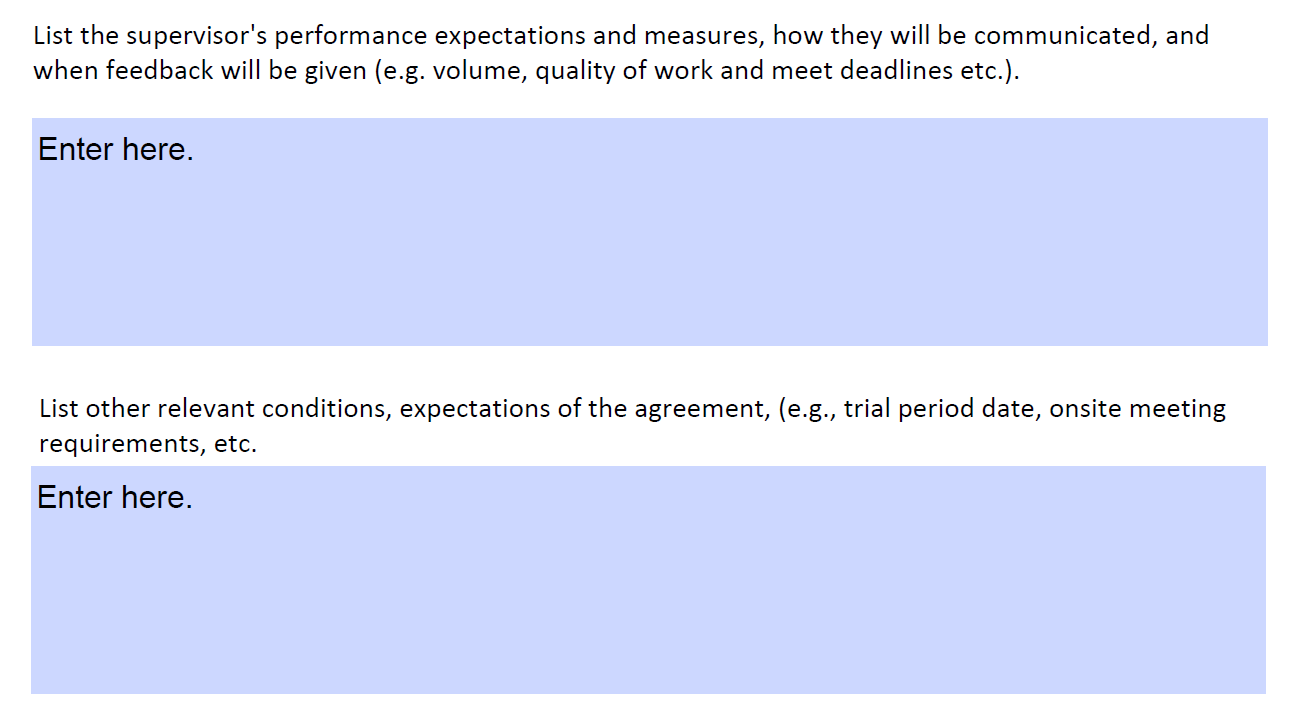 List the supervisor's performance expectations and measures, how they will be communicated, and
when feedback will be given (e.g. volume, quality of work and meet deadlines etc.).
Enter here.
List other relevant conditions, expectations of the agreement, (e.g., trial period date, onsite meeting
requirements, etc.
Enter here.